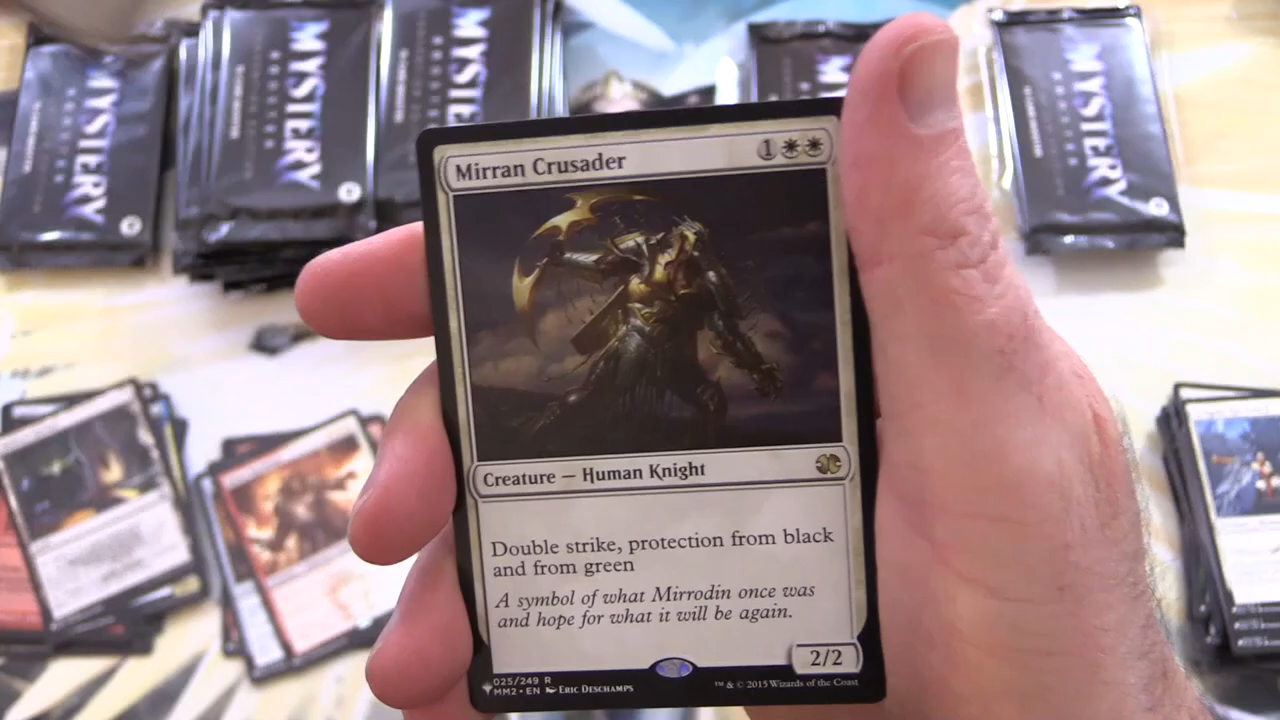 MYSTERY
MYSTERY
MYSTERY
MYSTERY
Mirran Crusader
1
Creature — Human Knight
Double strike, protection from black
and from green
A symbol of what Mirrodin once was
and hope for what it will be again.
2/2
025/249 R
MM2 • EN Eric Deschamps
™ & © 2015 Wizards of the Coast